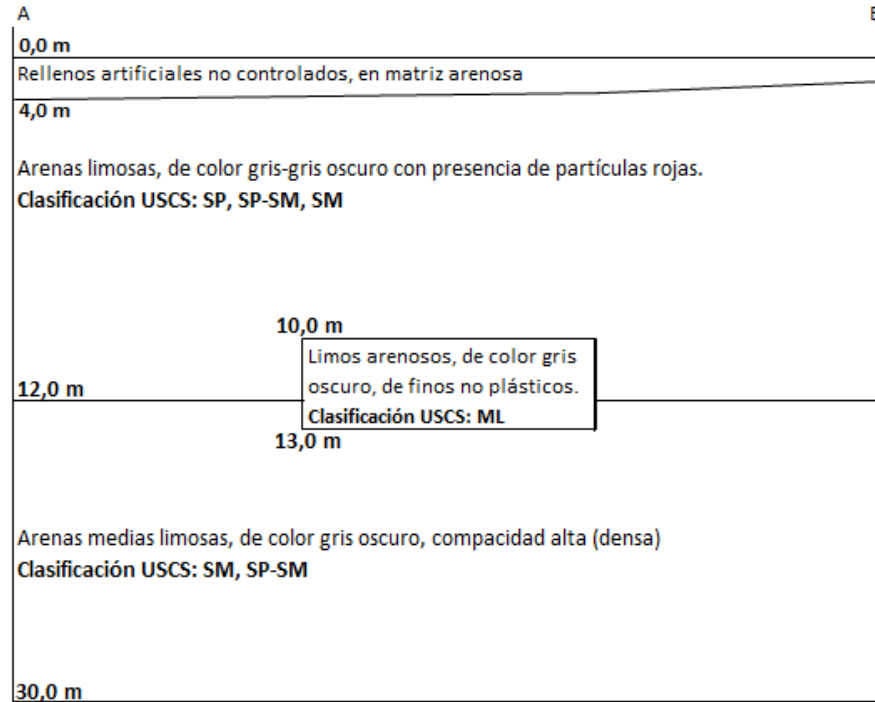 A
0,0 m
Rellenos artificiales no controlados, en matriz arenosa
4,0 m
Arenas limosas, de color gris-gris oscuro con presencia de partículas rojas.
Clasificación USCS: SP, SP-SM, SM
10,0 m
Limos arenosos, de color gris
oscuro, de finos no plásticos.
Clasificación USCS: ML
12,0 m
13,0 m
Arenas medias limosas, de color gris oscuro, compacidad alta (densa)
Clasificación USCS: SM, SP-SM
30,0 m